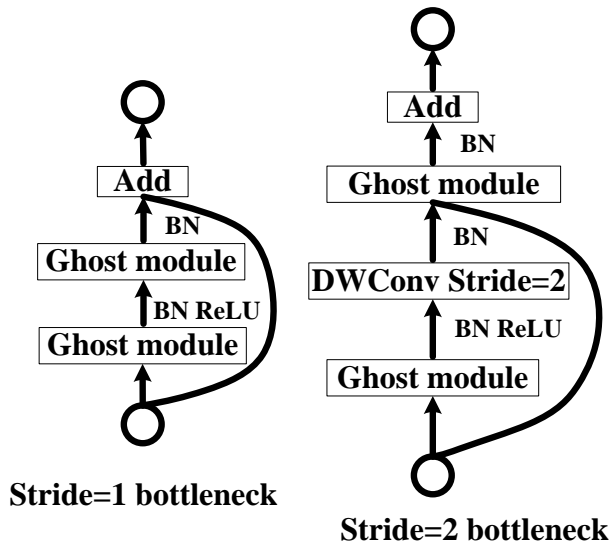 Add
BN
Ghost module
BN ReLU
Ghost module
Stride=1 bottleneck
Add
BN
Ghost module
BN
DWConv Stride=2
BN ReLU
Ghost module
Stride=2 bottleneck